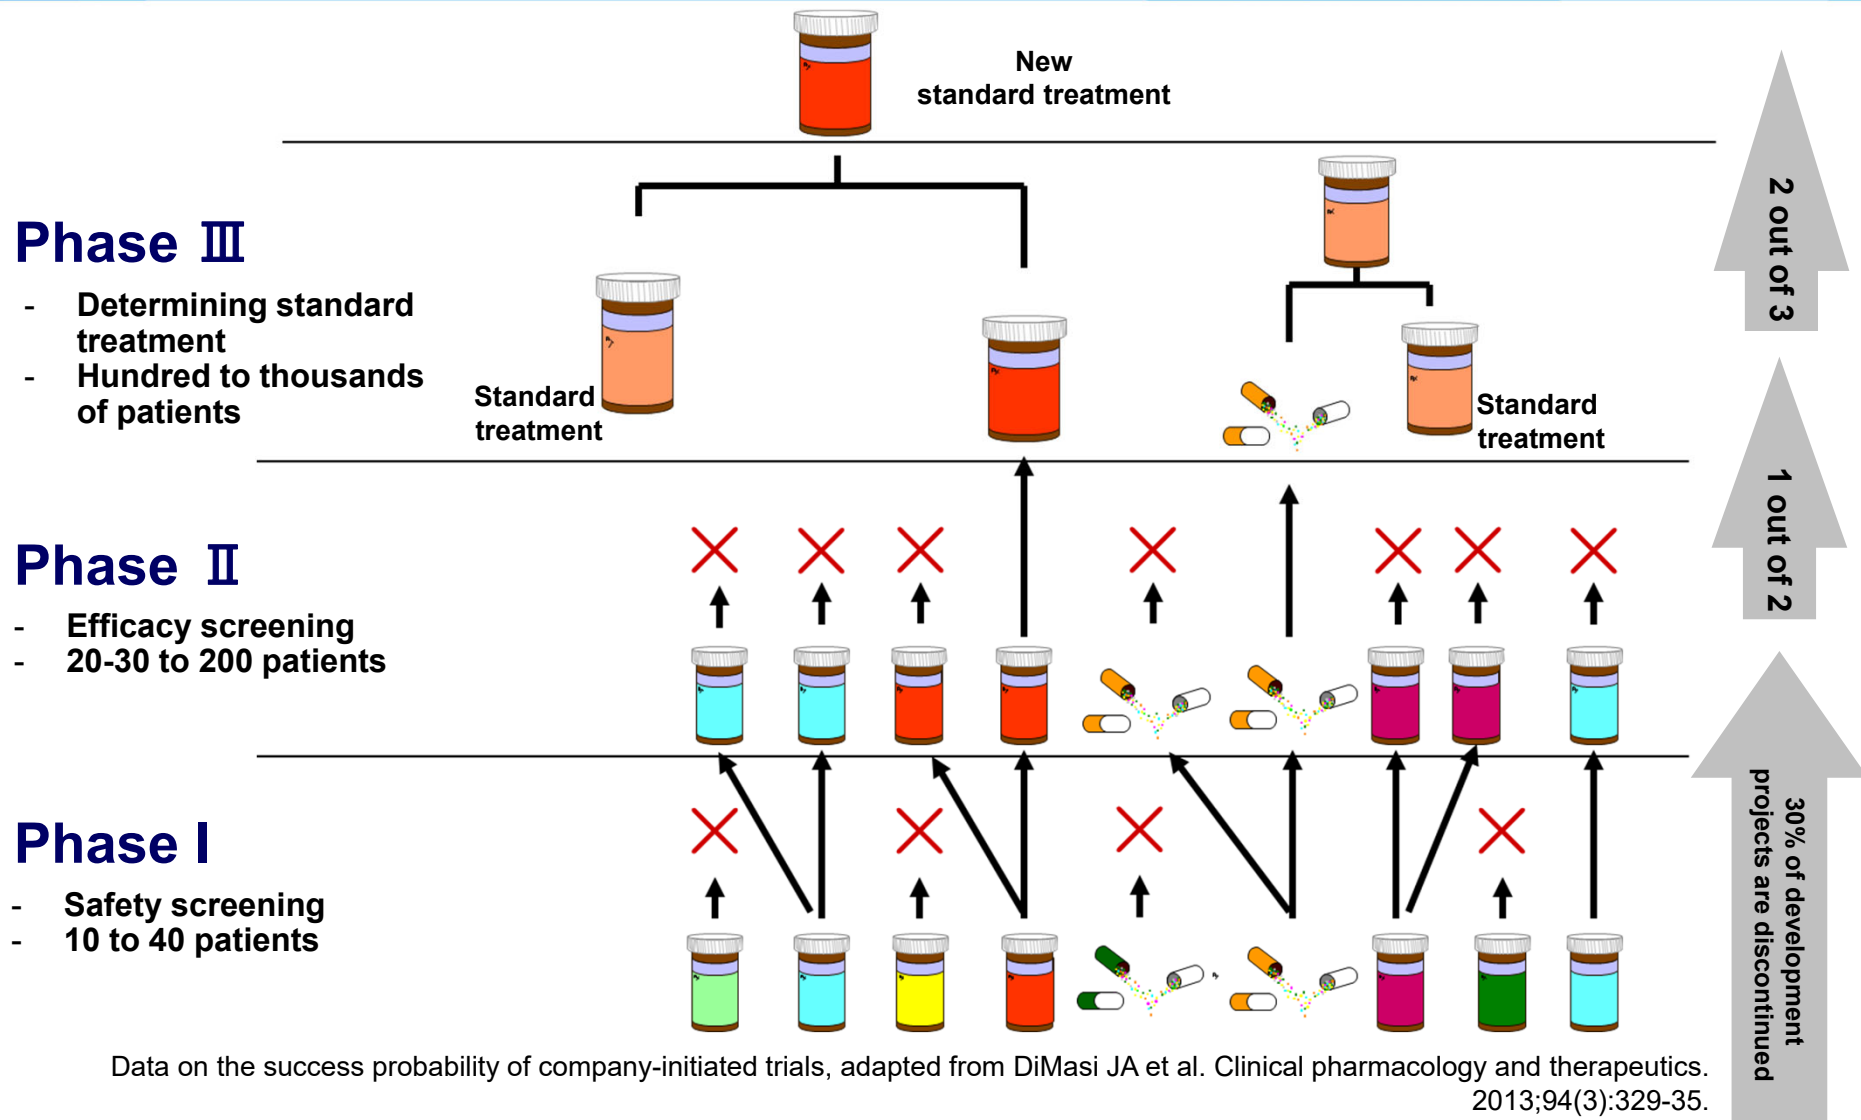 New
standard treatment
2 out of 3
Phase Ⅲ
- Determining standard
treatment
- Hundred to thousands
of patients
Standard
treatment
Standard
treatment
1 out of 2
Phase Ⅱ
- Efficacy screening
- 20-30 to 200 patients
30% of development
projects are discontinued
Phase I
- Safety screening
- 10 to 40 patients
Data on the success probability of company-initiated trials, adapted from DiMasi JA et al. Clinical pharmacology and therapeutics.
2013;94(3):329-35.